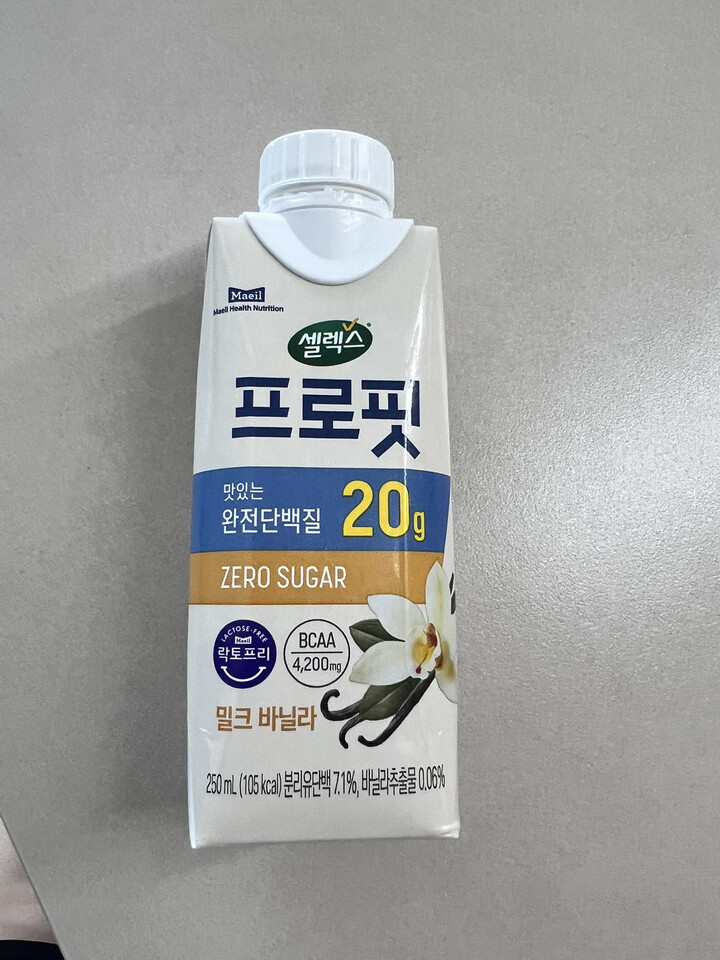 Maeil
Maeil Health Nutrition
셀렉스
프로핏
맛있는
완전단백질 20g
ZERO SUGAR
LACTOSE-FREE
Maeil
락토프리
BCAA
4,200mg
밀크 바닐라
250 mL (105 kcal) 분리유단백 7.1%, 바닐라추출물 0.06%